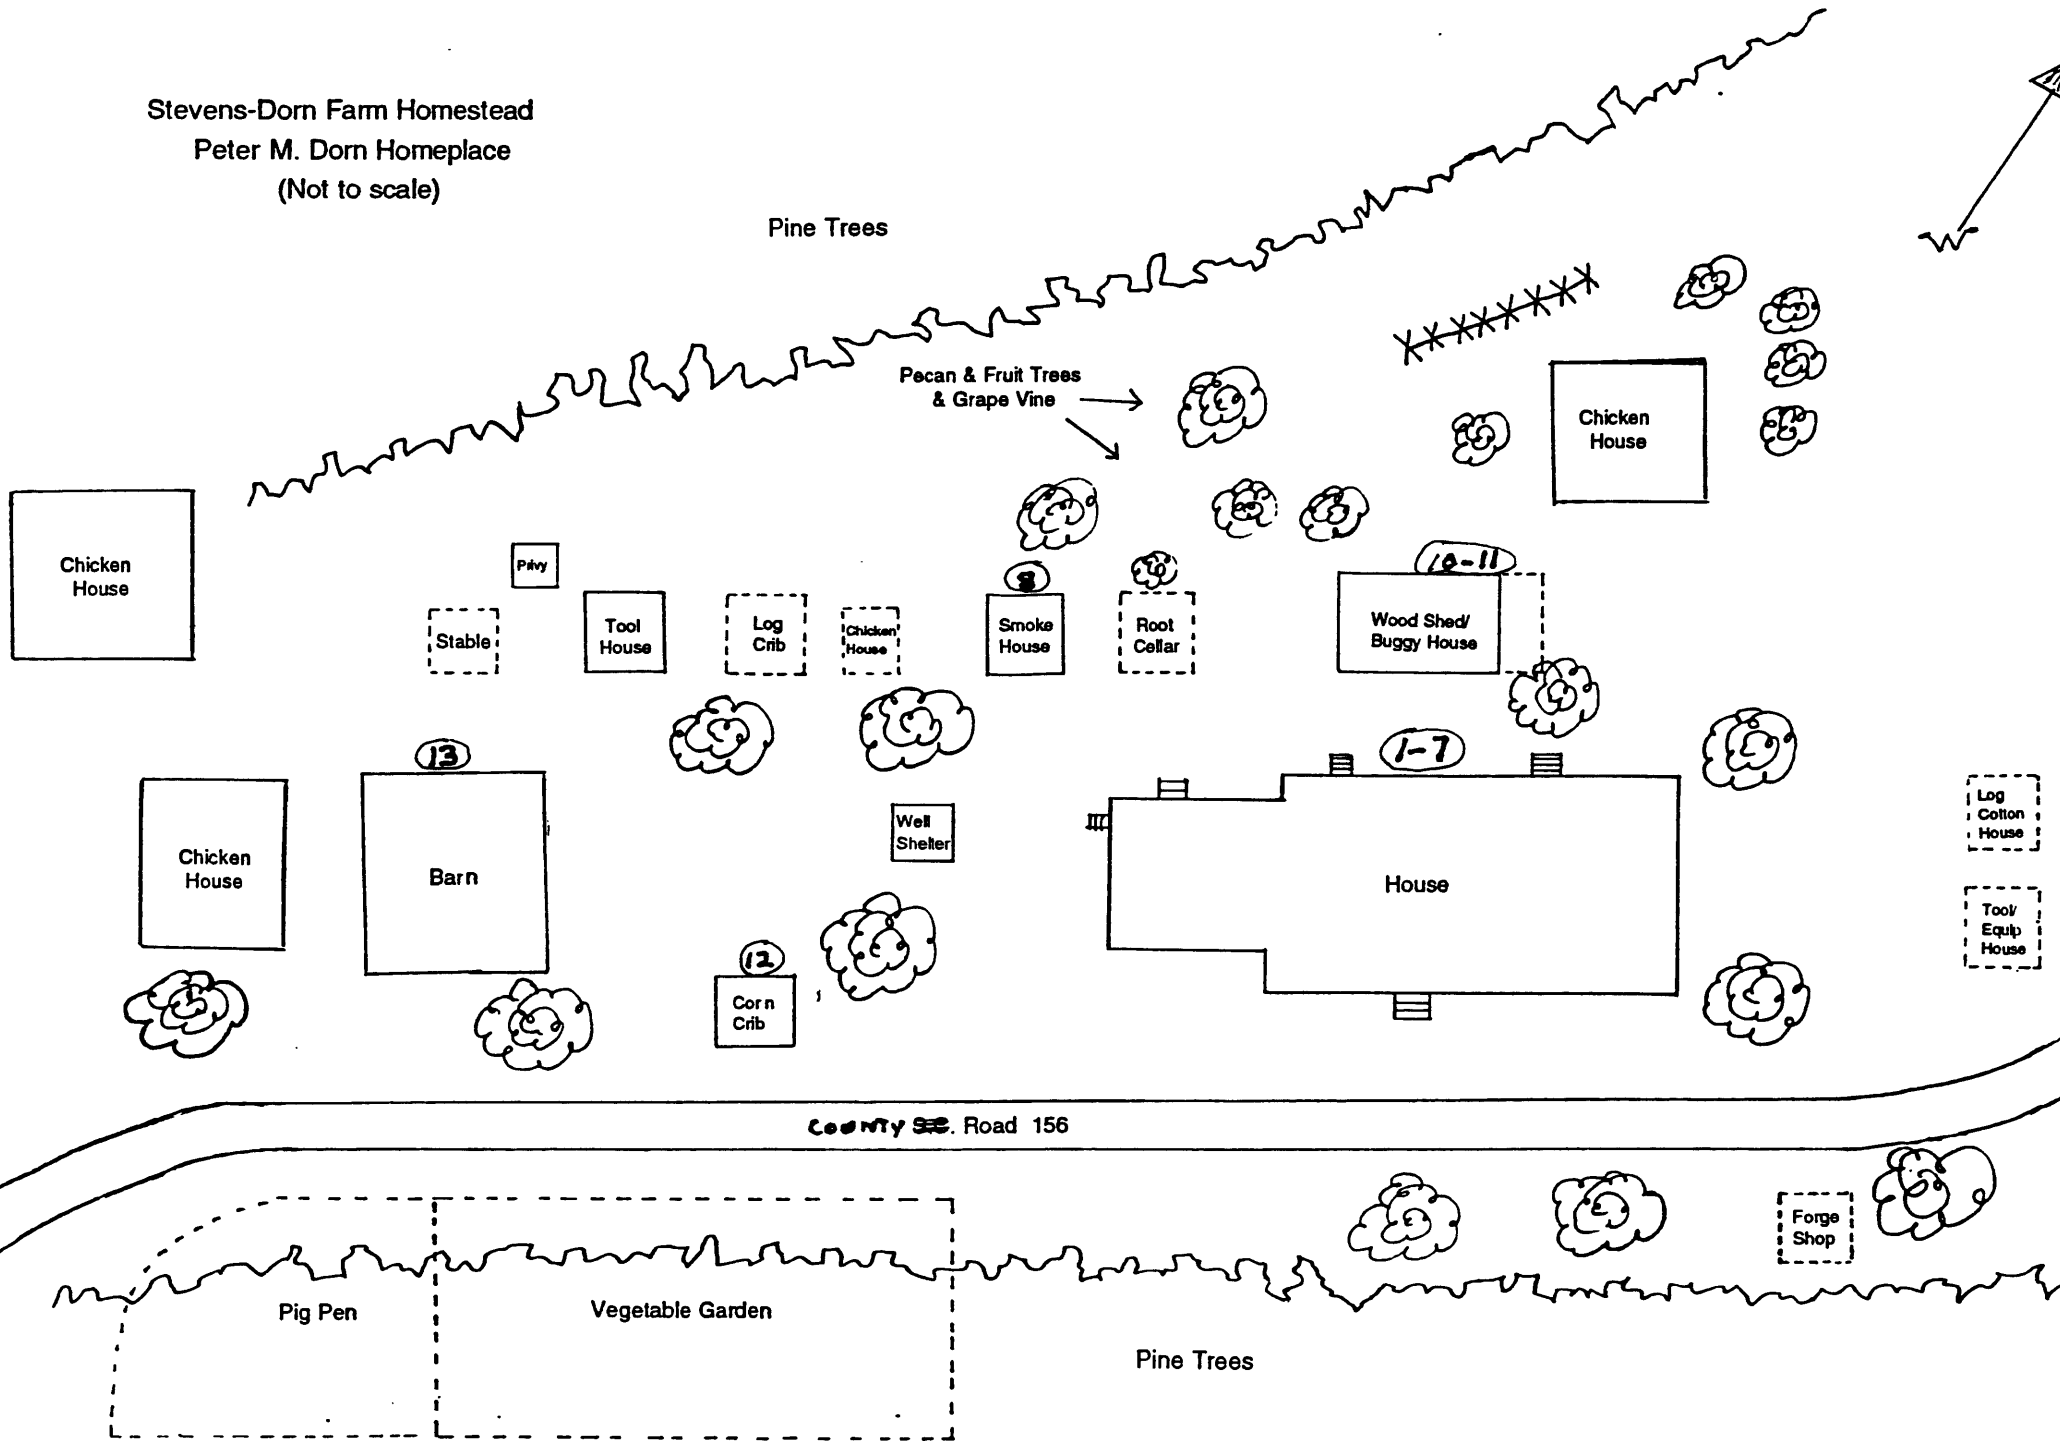 Stevens-Dorn Farm Homestead
Peter M. Dorn Homeplace
(Not to scale)
Pine Trees
W
Pecan & Fruit Trees
& Grape Vine
Chicken
House
Chicken
House
Privy
Stable
Tool
House
Log
Crib
Chicken
House
8
Smoke
House
Root
Cellar
10-11
Wood Shed/
Buggy House
13
Chicken
House
Barn
Well
Shelter
1-7
House
Log
Cotton
House
Tool/
Equip
House
12
Corn
Crib
COUNTY Road 156
Forge
Shop
Pig Pen
Vegetable Garden
Pine Trees